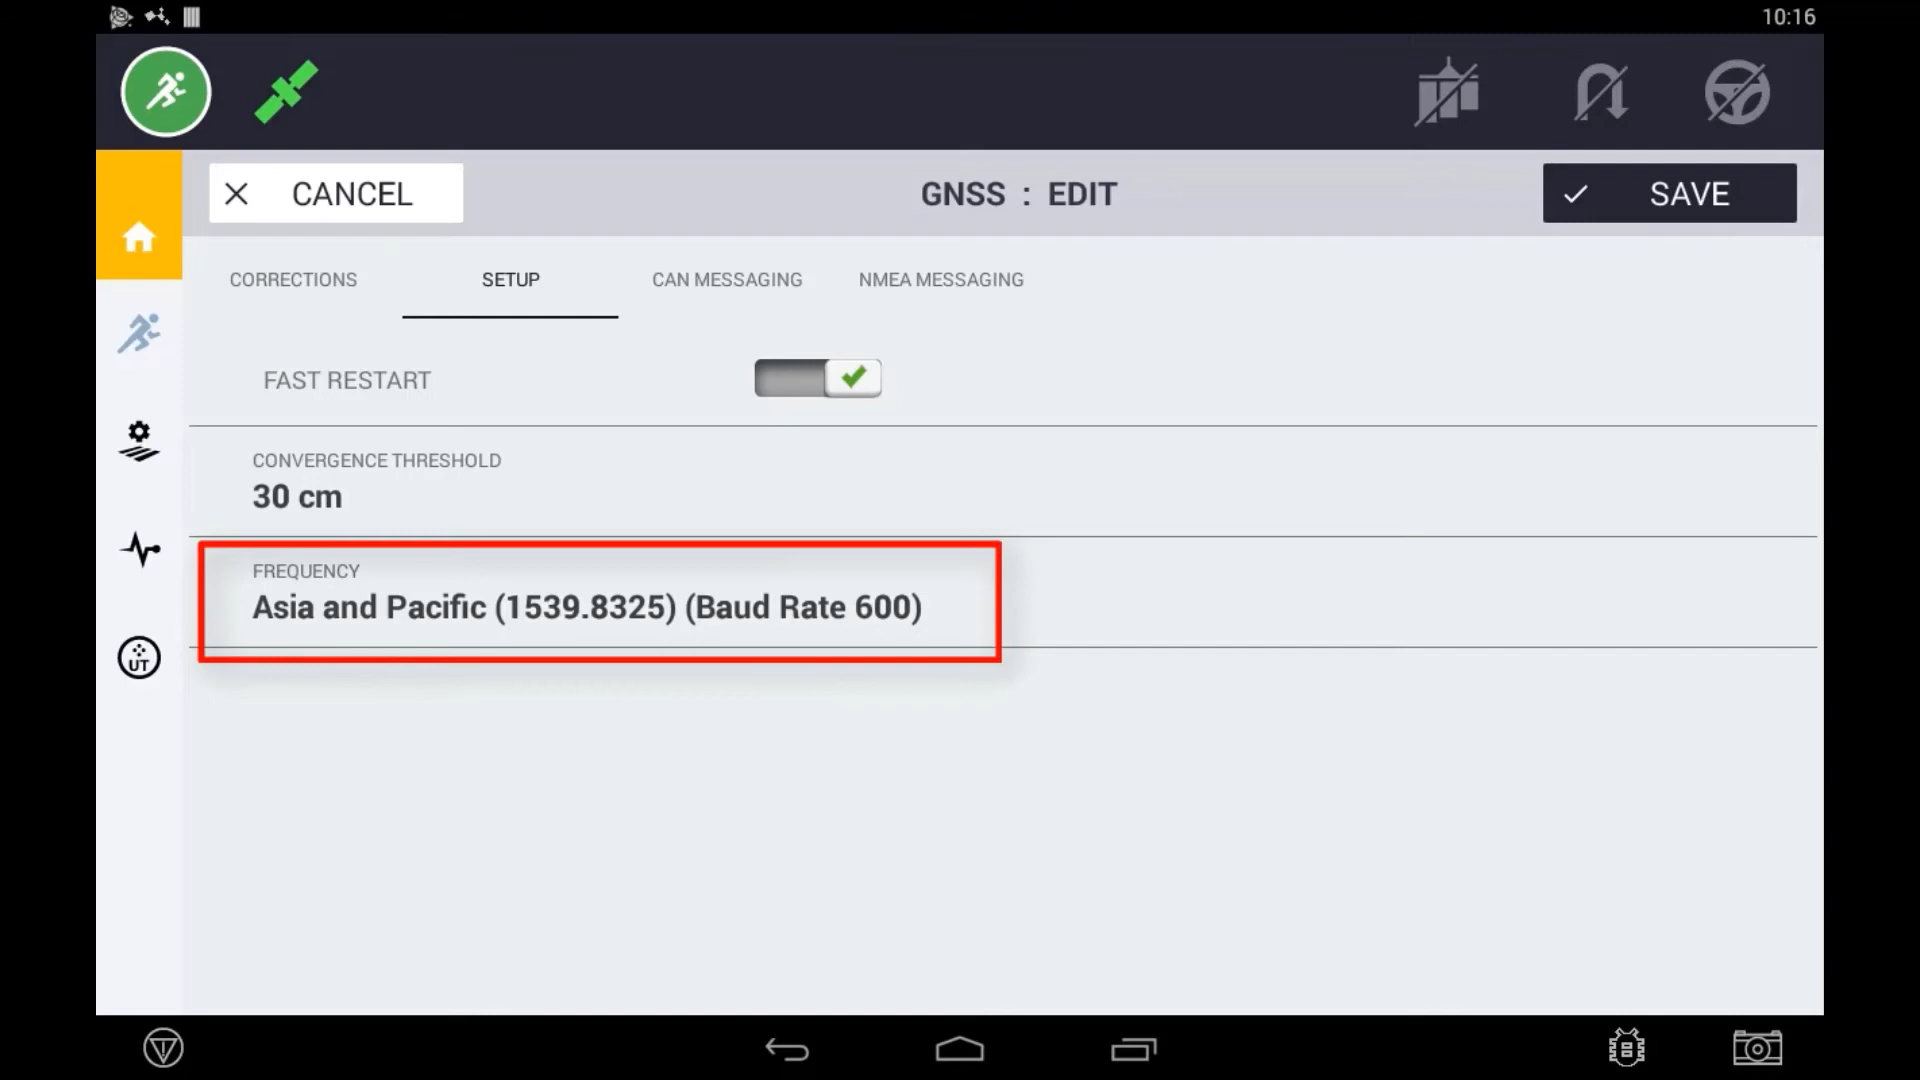 10:16
CANCEL
GNSS : EDIT
SAVE
CORRECTIONS
SETUP
CAN MESSAGING
NMEA MESSAGING
FAST RESTART
CONVERGENCE THRESHOLD
30 cm
FREQUENCY
Asia and Pacific (1539.8325) (Baud Rate 600)
UT